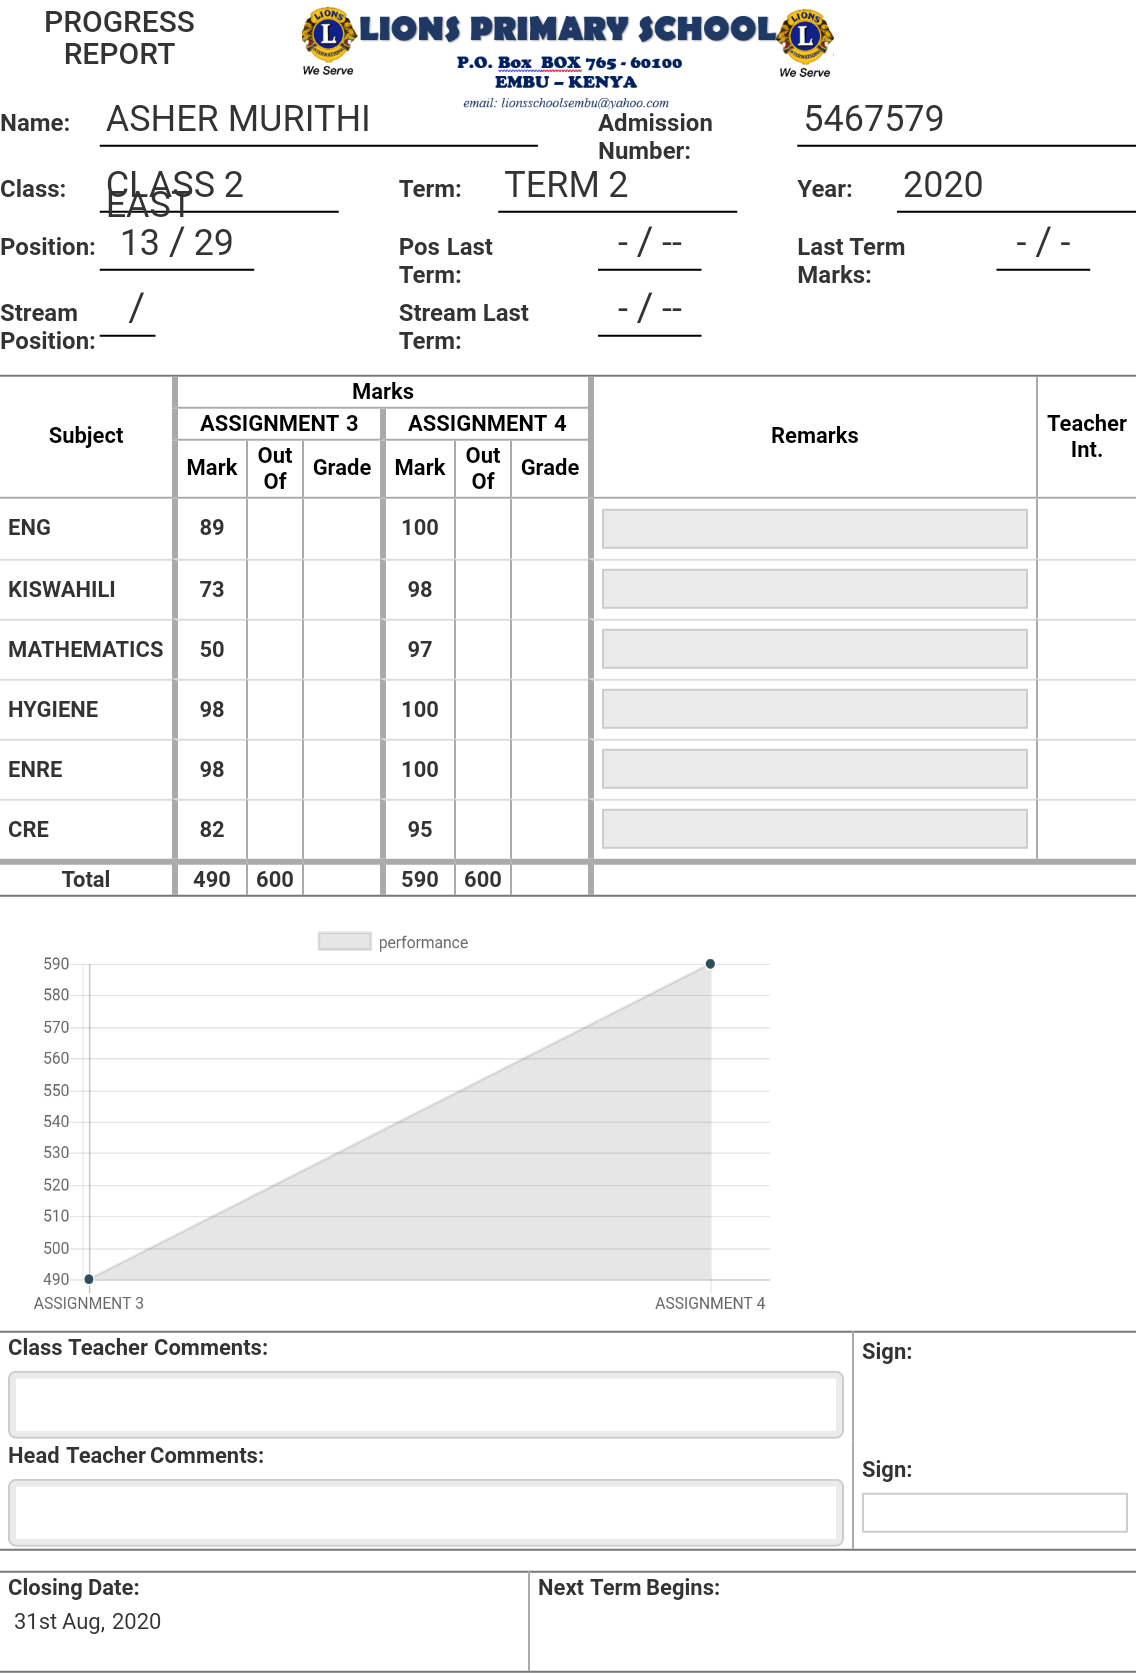 PROGRESS
REPORT
LIONS PRIMARY SCHOOL
LIONS
L
INTERNATIONAL
We Serve
LIONS
L
INTERNATIONAL
We Serve
P.O. Box BOX 765 - 60100
EMBU – KENYA
email: lionsschoolsembu@yahoo.com
Name: ASHER MURITHI Admission Number: 5467579
Class: CLASS 2 EAST Term: TERM 2 Year: 2020
Position: 13 / 29 Pos Last Term: - / -- Last Term Marks: - / -
Stream Position: / Stream Last Term: - / --
Subject Marks Remarks Teacher Int.
ASSIGNMENT 3 ASSIGNMENT 4
Mark Out Of Grade Mark Out Of Grade
ENG 89 100
KISWAHILI 73 98
MATHEMATICS 50 97
HYGIENE 98 100
ENRE 98 100
CRE 82 95
Total 490 600 590 600
performance
590
580
570
560
550
540
530
520
510
500
490
ASSIGNMENT 3 ASSIGNMENT 4
Class Teacher Comments: Sign:
Head Teacher Comments: Sign:
Closing Date: Next Term Begins:
31st Aug, 2020